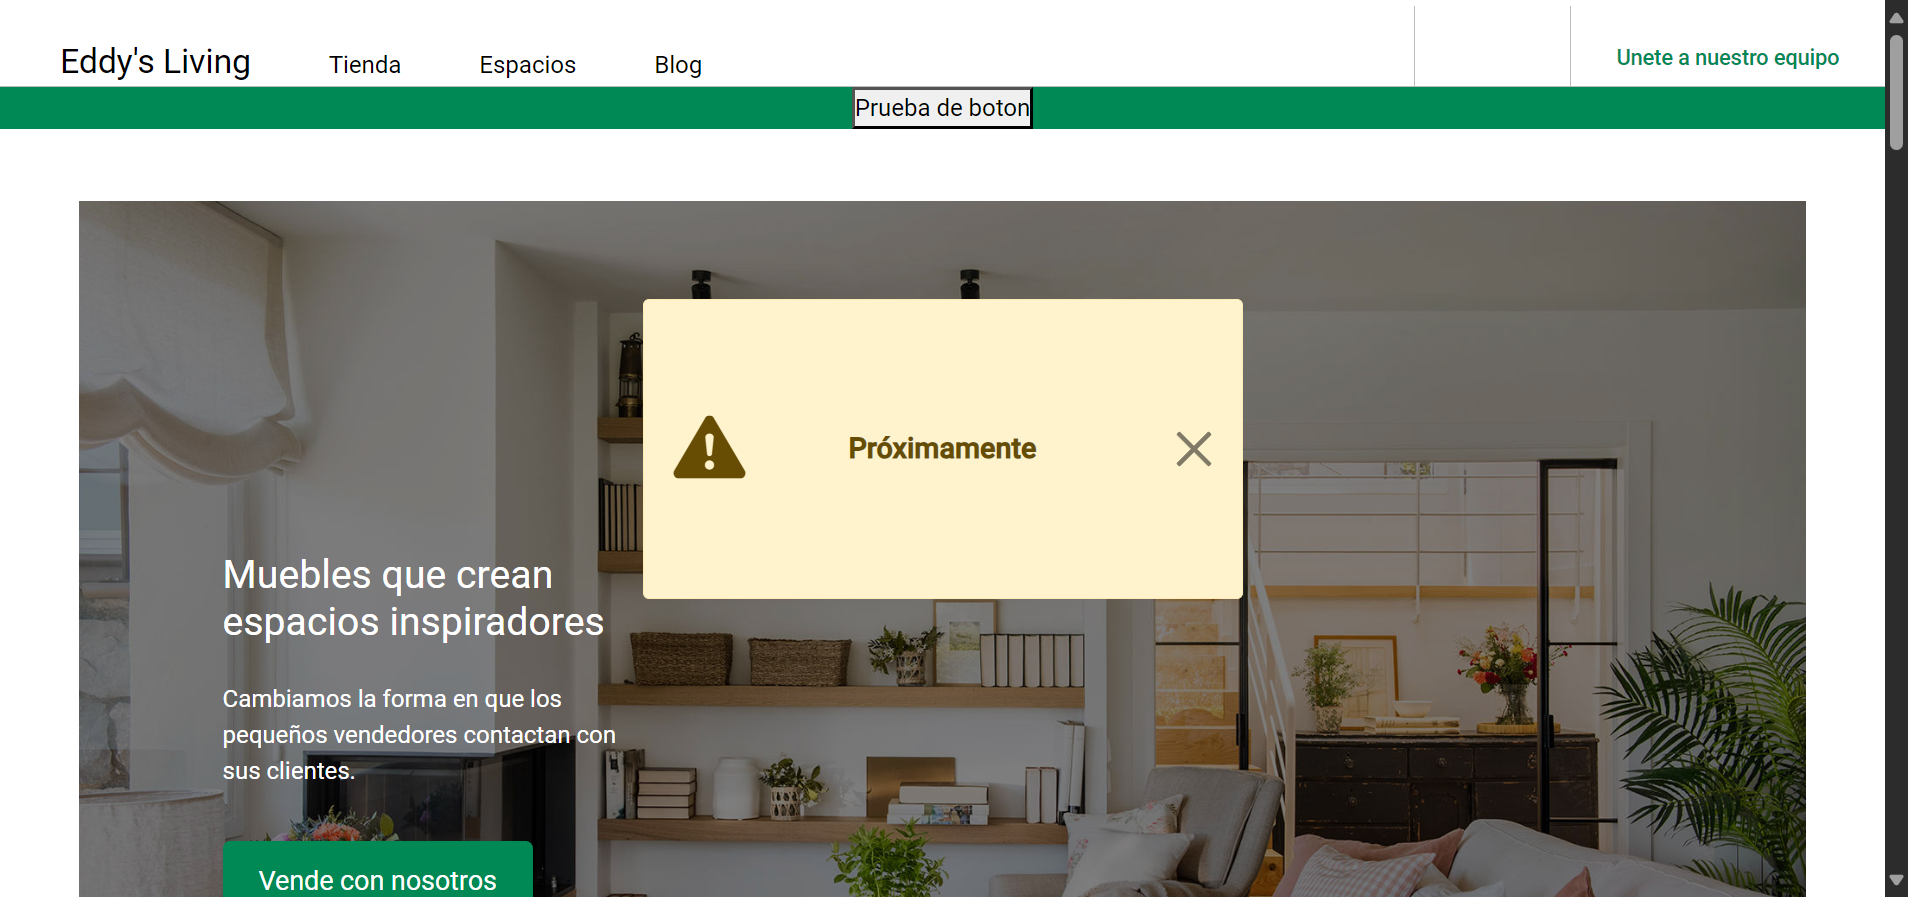 Eddy's Living
Tienda
Espacios
Blog
Unete a nuestro equipo
Prueba de boton
Próximamente
Muebles que crean
espacios inspiradores
Cambiamos la forma en que los
pequeños vendedores contactan con
sus clientes.
Vende con nosotros